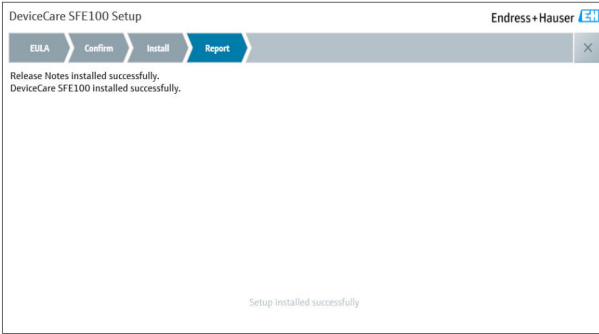 DeviceCare SFE100 Setup
Endress+Hauser EH
EULA
Confirm
Install
Report
Release Notes installed successfully.
DeviceCare SFE100 installed successfully.
Setup installed successfully